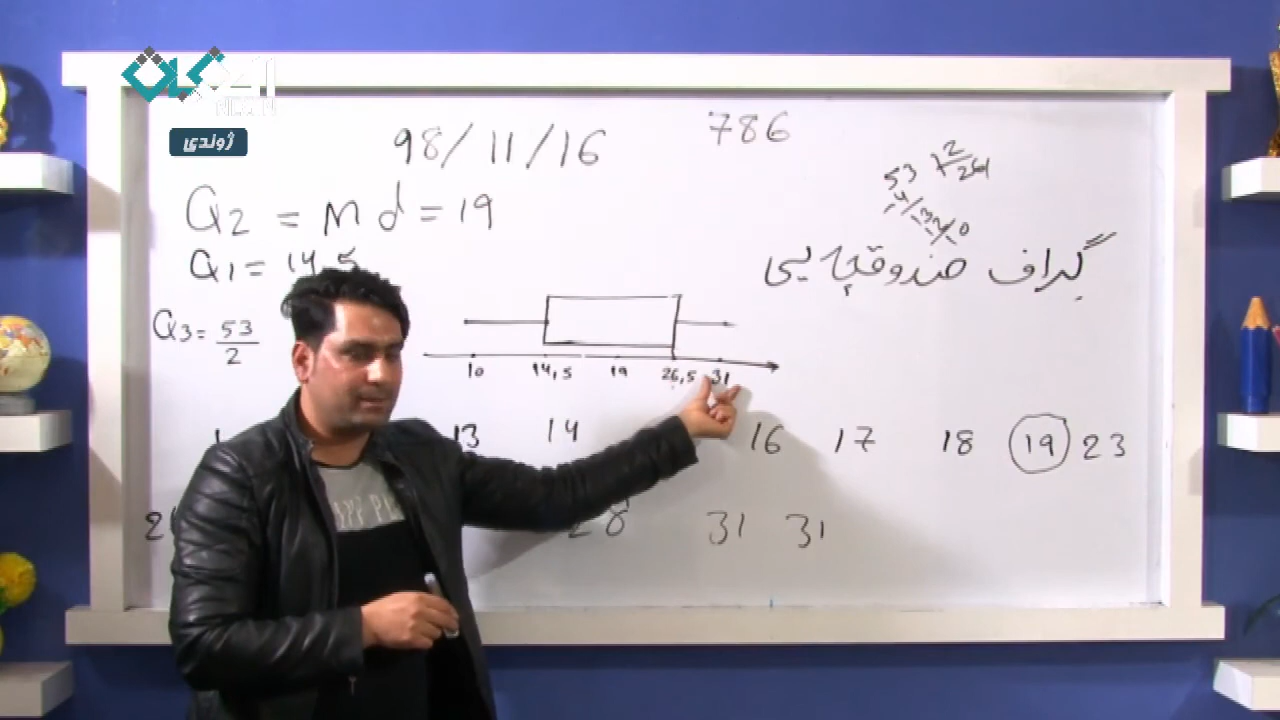 ژوندی
786
98/11/16
Q2 = md = 19
53 2
26
Q1 = 14,5
گراف صندوقچه یی
Q3 = 53/2
10 14,5 19 26,5 31
13 14 16 17 18 19 23
28 31 31